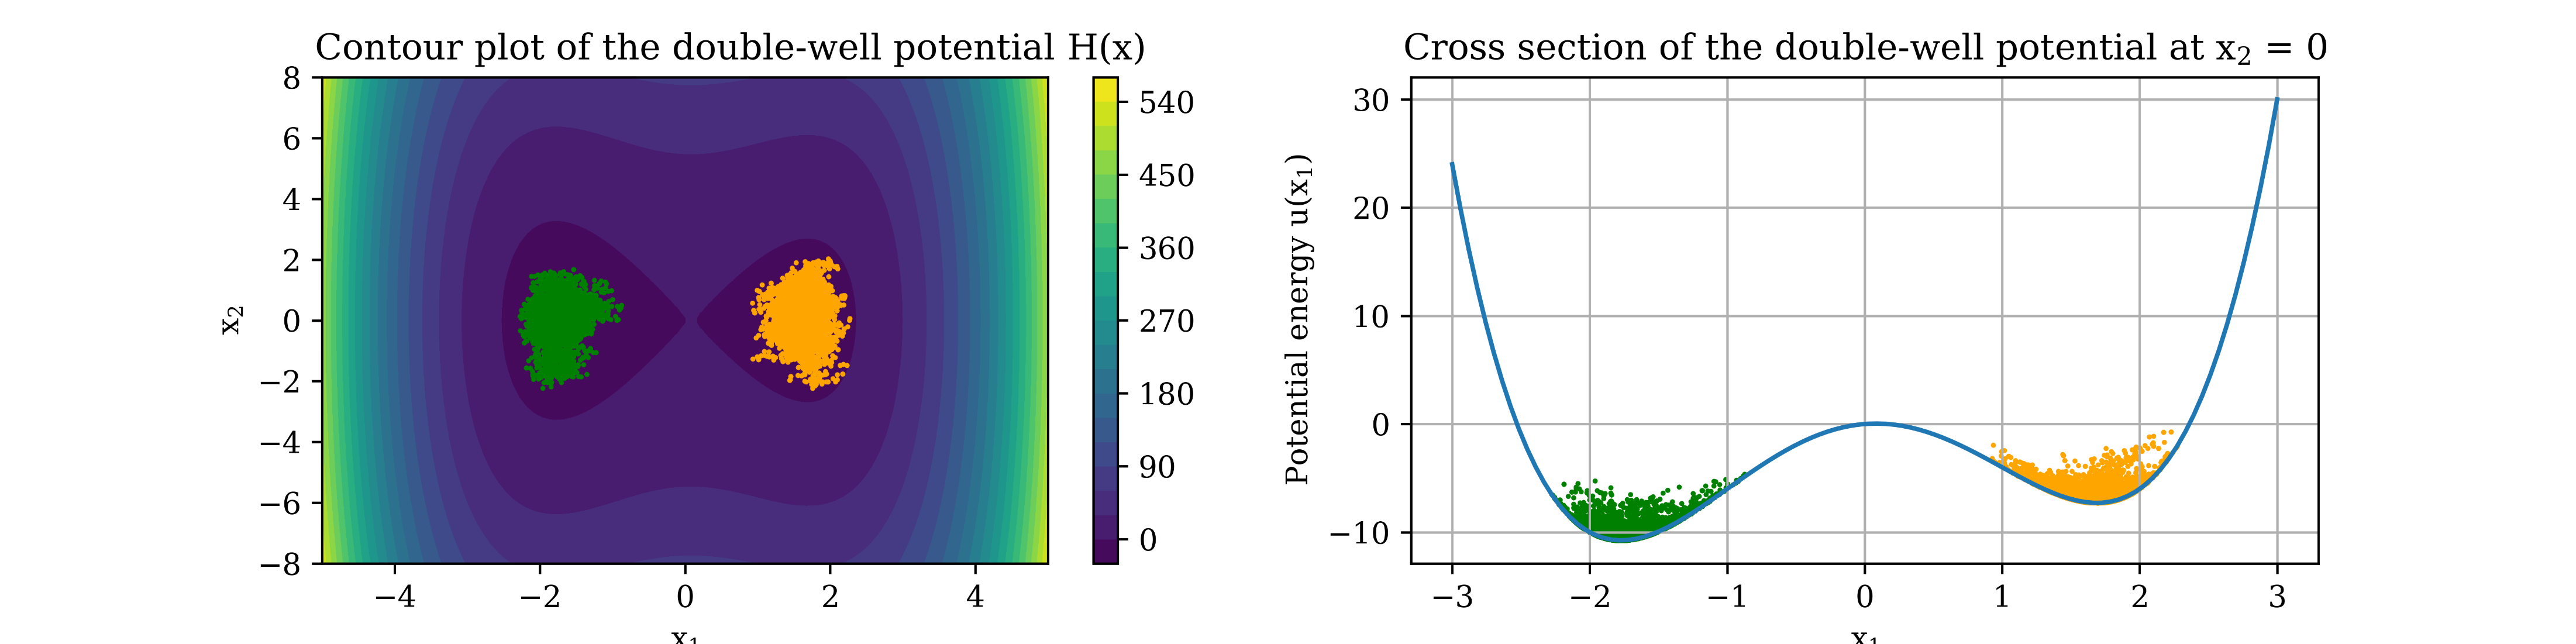 Contour plot of the double-well potential H(x)
8
6
4
2
0
−2
−4
−6
−8
x₂
−4 −2 0 2 4
x₁
540
450
360
270
180
90
0
Cross section of the double-well potential at x₂ = 0
30
20
10
0
−10
Potential energy u(x₁)
−3 −2 −1 0 1 2 3
x₁